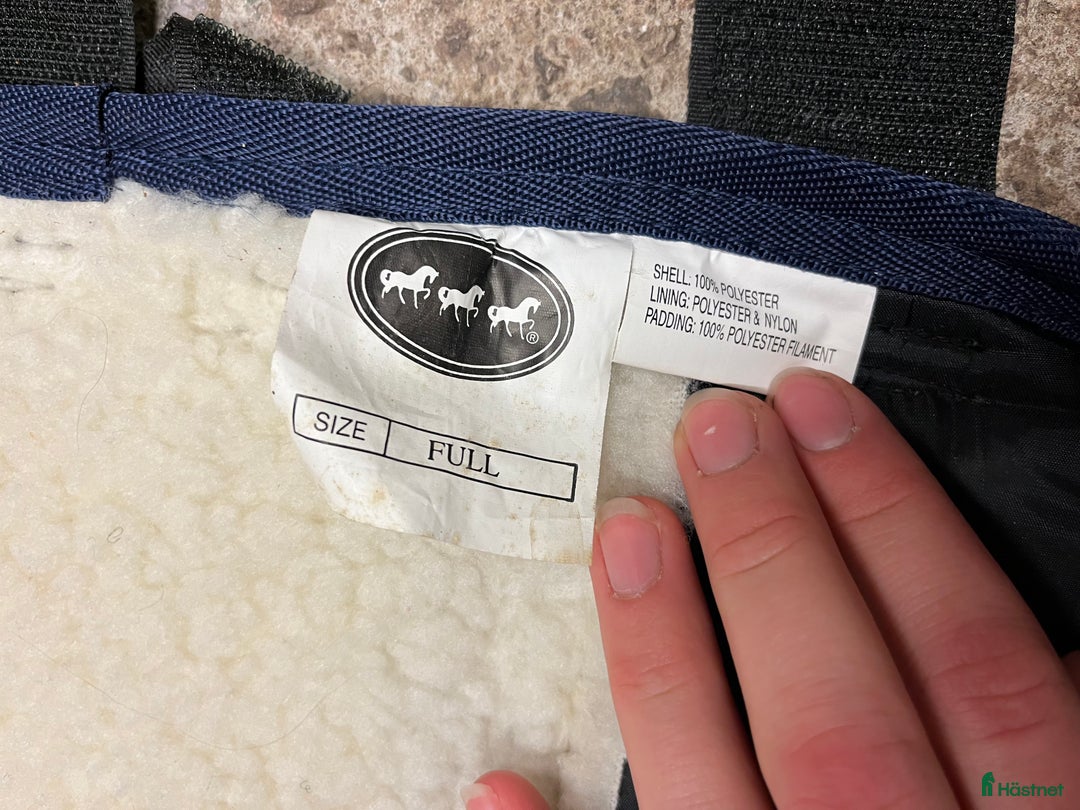 ®
SIZE FULL
SHELL: 100% POLYESTER
LINING: POLYESTER & NYLON
PADDING: 100% POLYESTER FILAMENT
Hästnet